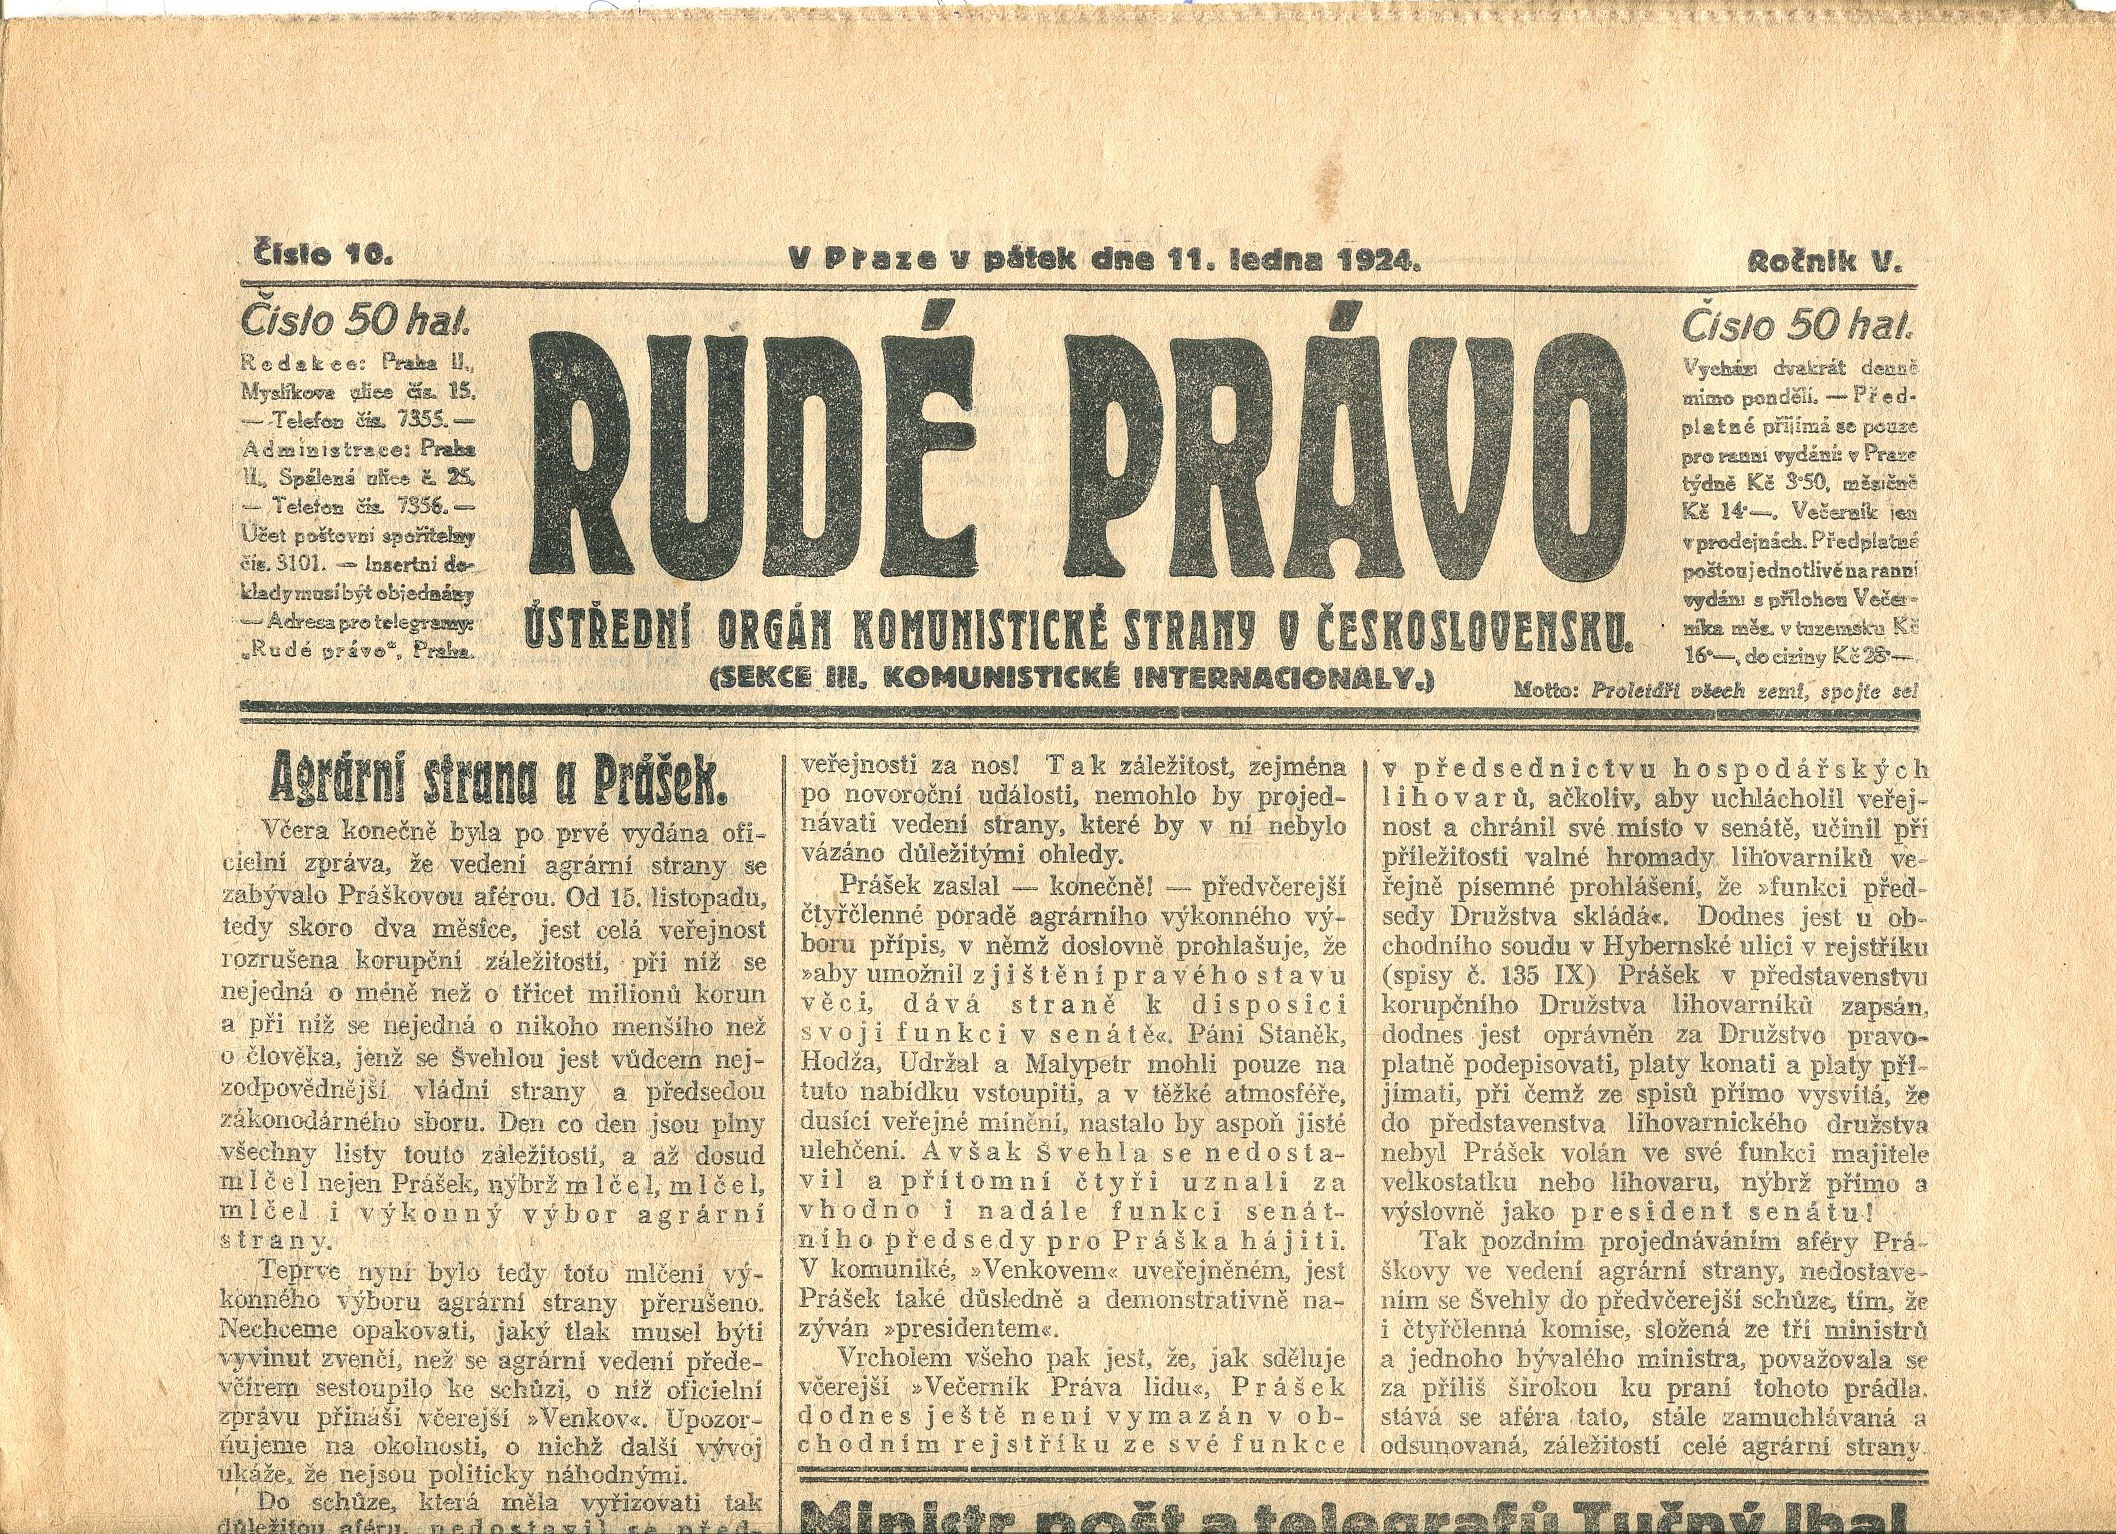 Číslo 10.
V Praze v pátek dne 11. ledna 1924.
Ročník V.
Číslo 50 hal.
Redakce: Praha II.,
Myslíkova ulice čís. 15.
— Telefon čís. 7355. —
Administrace: Praha
II., Spálená ulice č. 25,
— Telefon čís. 7356. —
Účet poštovní spořitelny
čís. 3101. — Insertní do-
klady musí být objednány
— Adresa pro telegramy:
„Rudé právo“, Praha.
RUDÉ PRÁVO
ÚSTŘEDNÍ ORGÁN KOMUNISTICKÉ STRANY V ČESKOSLOVENSKU.
(SEKCE III. KOMUNISTICKÉ INTERNACIONALY.)
Číslo 50 hal.
Vychází dvakrát denně
mimo pondělí. — Před-
platné přijímá se pouze
pro ranní vydání: v Praze
týdně Kč 3·50, měsíčně
Kč 14·—. Večerník jen
v prodejnách. Předplatné
poštou jednotlivě na ranní
vydání s přílohou Večer-
níka měs. v tuzemsku Kč
16·—, do ciziny Kč 28·—.
Motto: Proletáři všech zemí, spojte se!
Agrární strana a Prášek.
Včera konečně byla po prvé vydána ofi-
cielní zpráva, že vedení agrární strany se
zabývalo Práškovou aférou. Od 15. listopadu,
tedy skoro dva měsíce, jest celá veřejnost
rozrušena korupční záležitostí, při níž se
nejedná o méně než o třicet milionů korun
a při níž se nejedná o nikoho menšího než
o člověka, jenž se Švehlou jest vůdcem nej-
zodpovědnější vládní strany a předsedou
zákonodárného sboru. Den co den jsou plny
všechny listy touto záležitostí, a až dosud
mlčel nejen Prášek, nýbrž mlčel, mlčel,
mlčel i výkonný výbor agrární
strany.
Teprve nyní bylo tedy toto mlčení vý-
konného výboru agrární strany přerušeno.
Nechceme opakovati, jaký tlak musel býti
vyvinut zvenčí, než se agrární vedení přede-
včírem sestoupilo ke schůzi, o níž oficielní
zprávu přináší včerejší »Venkov«. Upozor-
ňujeme na okolnosti, o nichž další vývoj
ukáže, že nejsou politicky náhodnými.
Do schůze, která měla vyřizovati tak
důležitou aféru, nedostavil se před-
veřejnosti za nos! Tak záležitost, zejména
po novoroční události, nemohlo by projed-
návati vedení strany, které by v ní nebylo
vázáno důležitými ohledy.
Prášek zaslal — konečně! — předvčerejší
čtyřčlenné poradě agrárního výkonného vý-
boru přípis, v němž doslovně prohlašuje, že
»aby umožnil zjištění pravého stavu
věci, dává straně k disposici
svoji funkci v senátě«. Páni Staněk,
Hodža, Udržal a Malypetr mohli pouze na
tuto nabídku vstoupiti, a v těžké atmosféře,
dusící veřejné mínění, nastalo by aspoň jisté
ulehčení. Avšak Švehla se nedosta-
vil a přítomní čtyři uznali za
vhodno i nadále funkci senát-
ního předsedy pro Práška hájiti.
V komuniké, »Venkovem« uveřejněném, jest
Prášek také důsledně a demonstrativně na-
zýván »presidentem«.
Vrcholem všeho pak jest, že, jak sděluje
včerejší »Večerník Práva lidu«, Prášek
dodnes ještě není vymazán v ob-
chodním rejstříku ze své funkce
v předsednictvu hospodářských
lihovarů, ačkoliv, aby uchlácholil veřej-
nost a chránil své místo v senátě, učinil při
příležitosti valné hromady lihovarníků ve-
řejně písemné prohlášení, že »funkci před-
sedy Družstva skládá«. Dodnes jest u ob-
chodního soudu v Hybernské ulici v rejstříku
(spisy č. 135 IX) Prášek v představenstvu
korupčního Družstva lihovarníků zapsán,
dodnes jest oprávněn za Družstvo pravo-
platně podepisovati, platy konati a platy při-
jímati, při čemž ze spisů přímo vysvítá, že
do představenstva lihovarnického družstva
nebyl Prášek volán ve své funkci majitele
velkostatku nebo lihovaru, nýbrž přímo a
výslovně jako president senátu!
Tak pozdním projednáváním aféry Prá-
škovy ve vedení agrární strany, nedostave-
ním se Švehly do předvčerejší schůze, tím, že
i čtyřčlenná komise, složená ze tří ministrů
a jednoho bývalého ministra, považovala se
za příliš širokou ku praní tohoto prádla,
stává se aféra tato, stále zamuchlávaná a
odsunovaná, záležitostí celé agrární strany.
Ministr pošt a telegrafů Tučný lhal